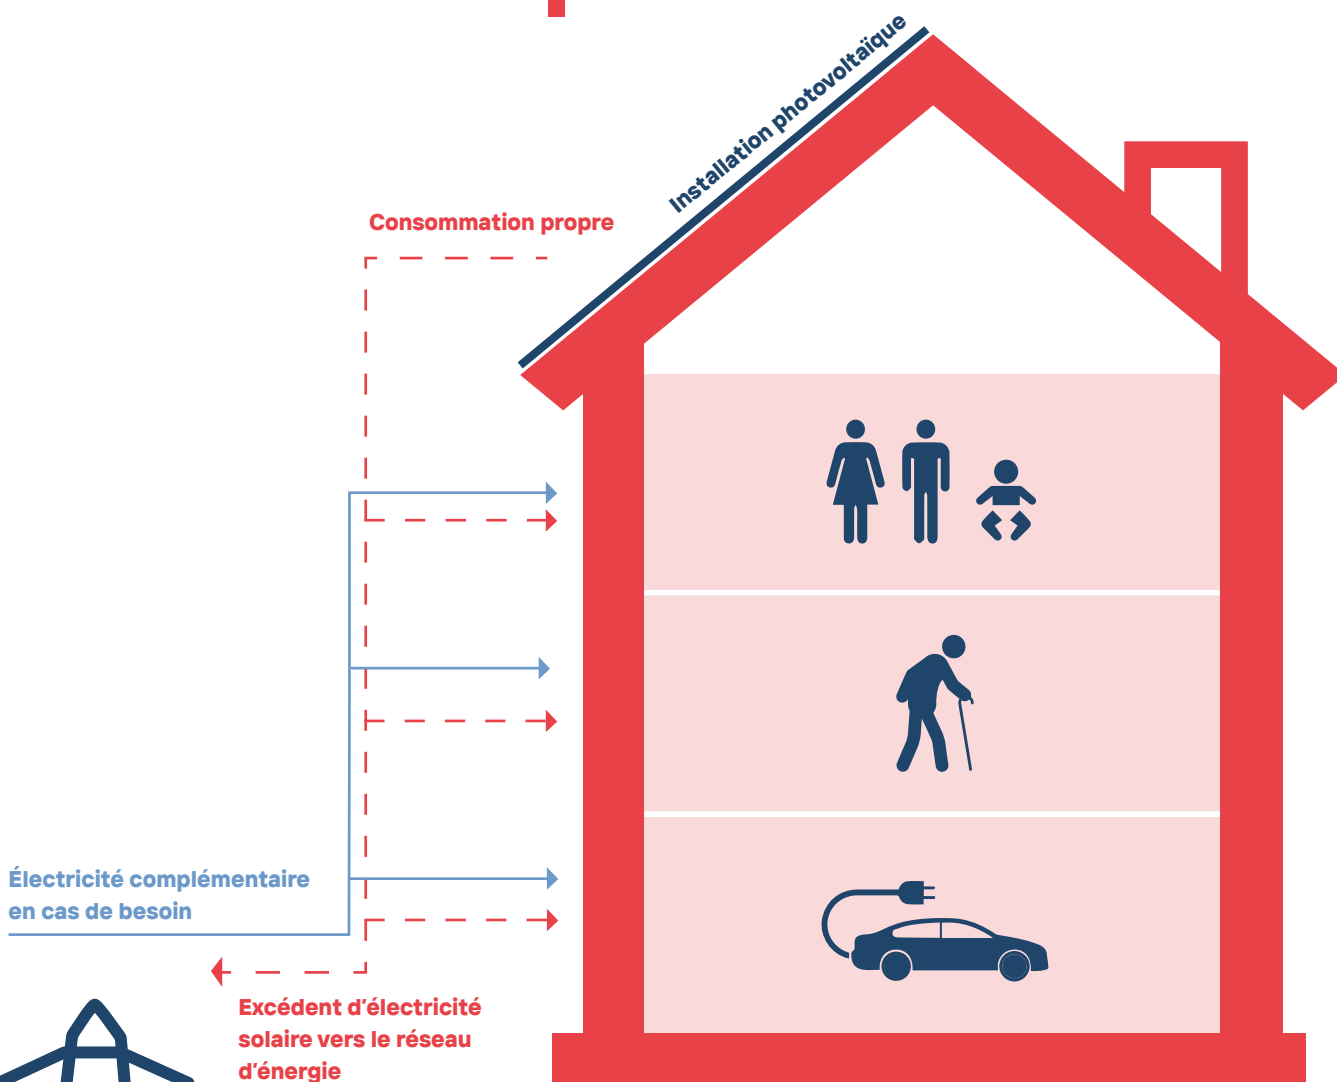 Installation photovoltaïque
Consommation propre
Électricité complémentaire
en cas de besoin
Excédent d'électricité
solaire vers le réseau
d'énergie